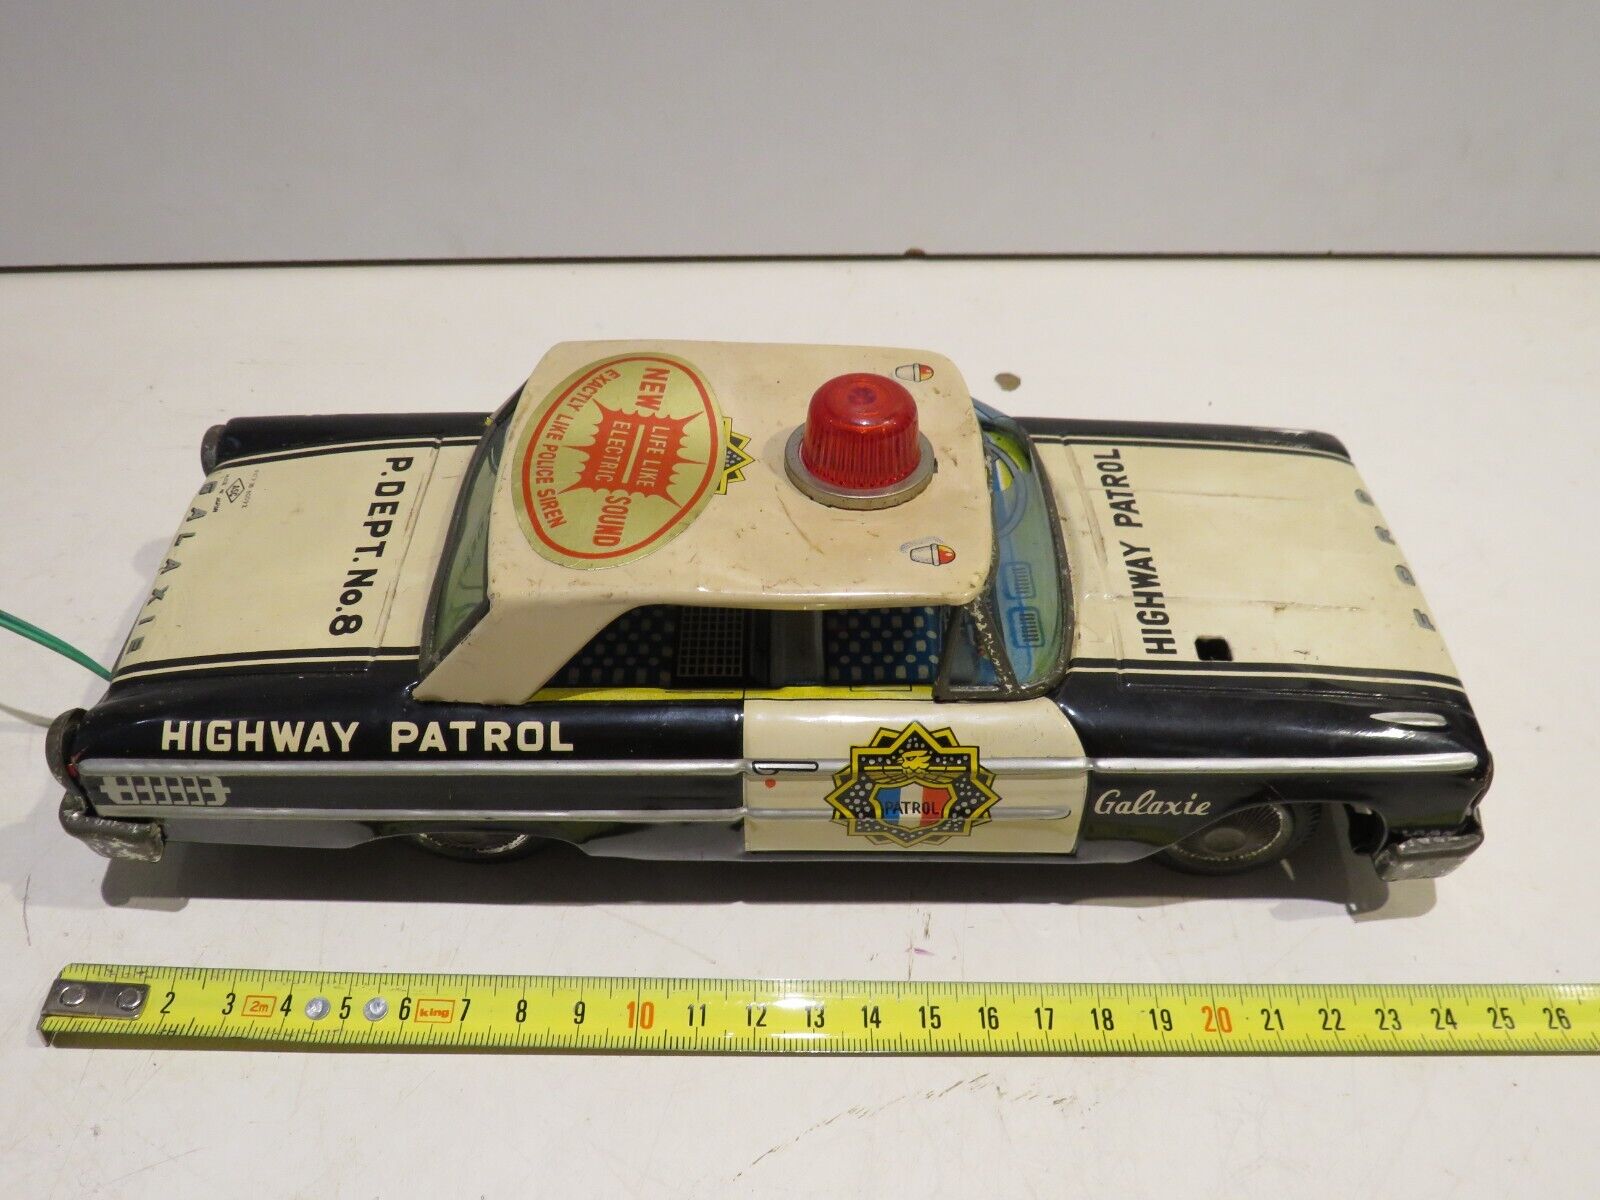 NEW
LIFE LIKE
ELECTRIC
SOUND
EXACTLY LIKE POLICE SIREN
P.DEPT.No.8
GALAXIE
HIGHWAY PATROL
FORD
HIGHWAY PATROL
PATROL
Galaxie
2 3 2m 4 5 6 king 7 8 9 10 11 12 13 14 15 16 17 18 19 20 21 22 23 24 25 26